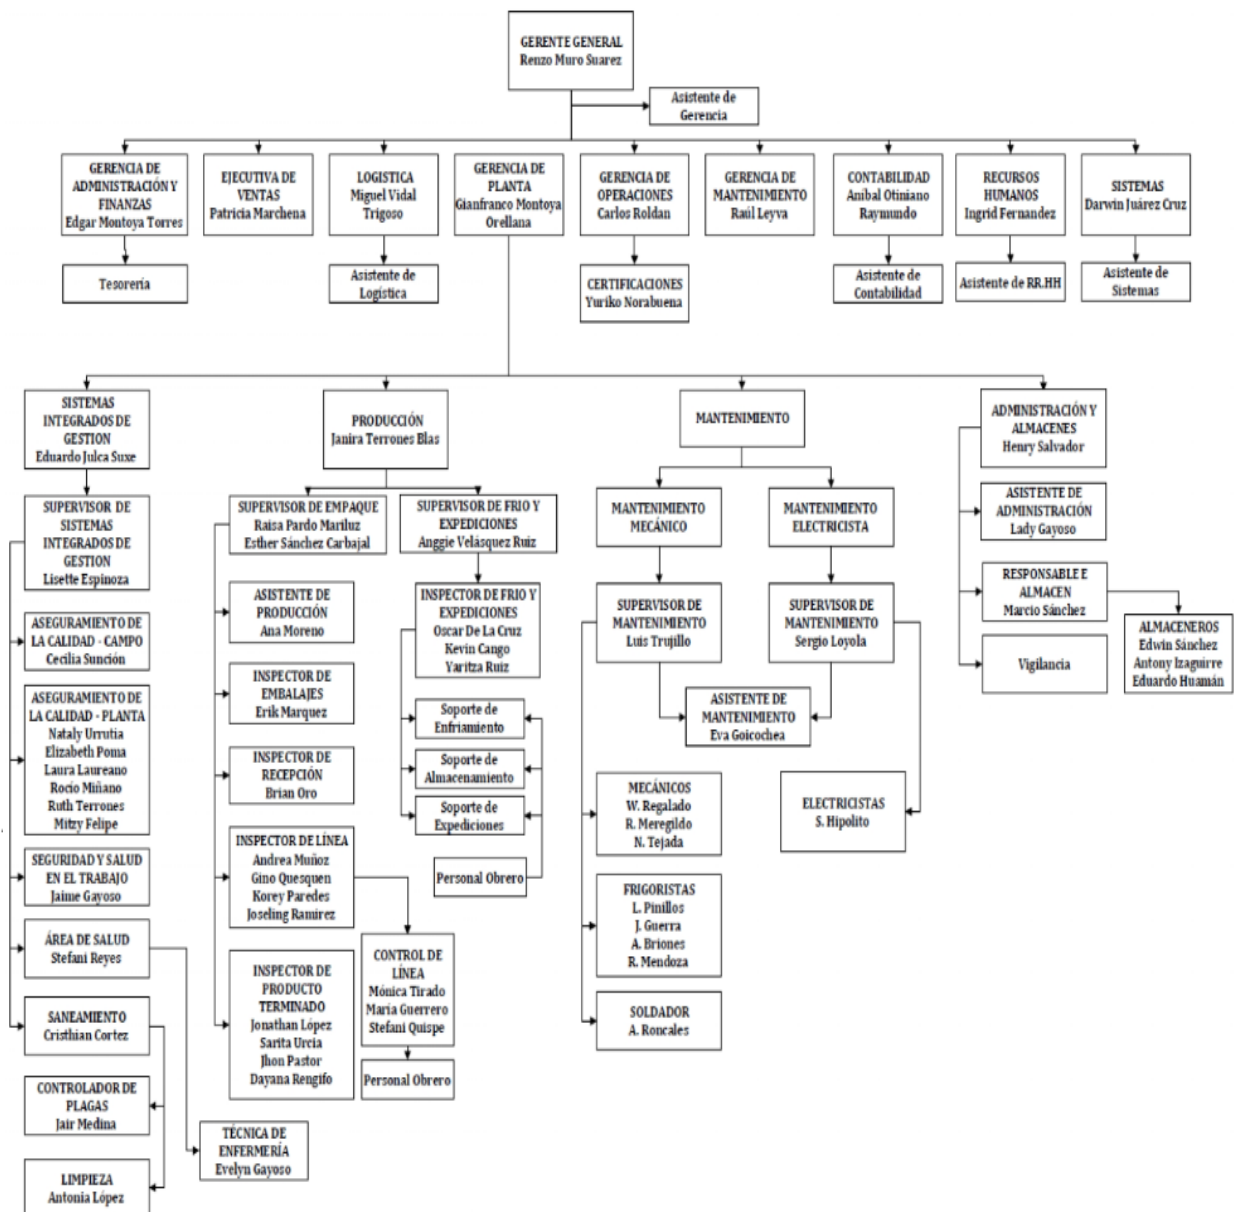 GERENTE GENERAL
Renzo Muro Suarez
Asistente de
Gerencia
GERENCIA DE
ADMINISTRACIÓN Y
FINANZAS
Edgar Montoya Torres
EJECUTIVA DE
VENTAS
Patricia Marchena
LOGISTICA
Miguel Vidal
Trigoso
GERENCIA DE
PLANTA
Gianfranco Montoya
Orellana
GERENCIA DE
OPERACIONES
Carlos Roldan
GERENCIA DE
MANTENIMIENTO
Raúl Leyva
CONTABILIDAD
Anibal Otiniano
Raymundo
RECURSOS
HUMANOS
Ingrid Fernandez
SISTEMAS
Darwin Juárez Cruz
Tesorería
Asistente de
Logística
CERTIFICACIONES
Yuriko Norabuena
Asistente de
Contabilidad
Asistente de RR.HH
Asistente de
Sistemas
SISTEMAS
INTEGRADOS DE
GESTION
Eduardo Julca Suxe
PRODUCCIÓN
Janira Terrones Blas
MANTENIMIENTO
ADMINISTRACIÓN Y
ALMACENES
Henry Salvador
SUPERVISOR DE
SISTEMAS
INTEGRADOS DE
GESTION
Lisette Espinoza
SUPERVISOR DE EMPAQUE
Raisa Pardo Mariluz
Esther Sánchez Carbajal
SUPERVISOR DE FRIO Y
EXPEDICIONES
Anggie Velásquez Ruiz
MANTENIMIENTO
MECÁNICO
MANTENIMIENTO
ELECTRICISTA
ASISTENTE DE
ADMINISTRACIÓN
Lady Gayoso
ASEGURAMIENTO DE
LA CALIDAD - CAMPO
Cecilia Sunción
ASISTENTE DE
PRODUCCIÓN
Ana Moreno
INSPECTOR DE FRIO Y
EXPEDICIONES
Oscar De La Cruz
Kevin Cango
Yaritza Ruiz
SUPERVISOR DE
MANTENIMIENTO
Luis Trujillo
SUPERVISOR DE
MANTENIMIENTO
Sergio Loyola
RESPONSABLE E
ALMACEN
Marcio Sánchez
ALMACENEROS
Edwin Sánchez
Antony Izaguirre
Eduardo Huamán
Vigilancia
ASEGURAMIENTO DE
LA CALIDAD - PLANTA
Nataly Urrutia
Elizabeth Poma
Laura Laureano
Rocío Miñano
Ruth Terrones
Mitzy Felipe
INSPECTOR DE
EMBALAJES
Erik Marquez
Soporte de
Enfriamiento
ASISTENTE DE
MANTENIMIENTO
Eva Goicochea
INSPECTOR DE
RECEPCIÓN
Brian Oro
Soporte de
Almacenamiento
Soporte de
Expediciones
MECÁNICOS
W. Regalado
R. Meregildo
N. Tejada
ELECTRICISTAS
S. Hipolito
SEGURIDAD Y SALUD
EN EL TRABAJO
Jaime Gayoso
INSPECTOR DE LÍNEA
Andrea Muñoz
Gino Quesquen
Korey Paredes
Joseling Ramirez
Personal Obrero
FRIGORISTAS
L. Pinillos
J. Guerra
A. Briones
R. Mendoza
ÁREA DE SALUD
Stefani Reyes
INSPECTOR DE
PRODUCTO
TERMINADO
Jonathan López
Sarita Urcia
Jhon Pastor
Dayana Rengifo
CONTROL DE
LÍNEA
Mónica Tirado
María Guerrero
Stefani Quispe
SOLDADOR
A. Roncales
SANEAMIENTO
Cristhian Cortez
Personal Obrero
CONTROLADOR DE
PLAGAS
Jair Medina
TÉCNICA DE
ENFERMERÍA
Evelyn Gayoso
LIMPIEZA
Antonia López